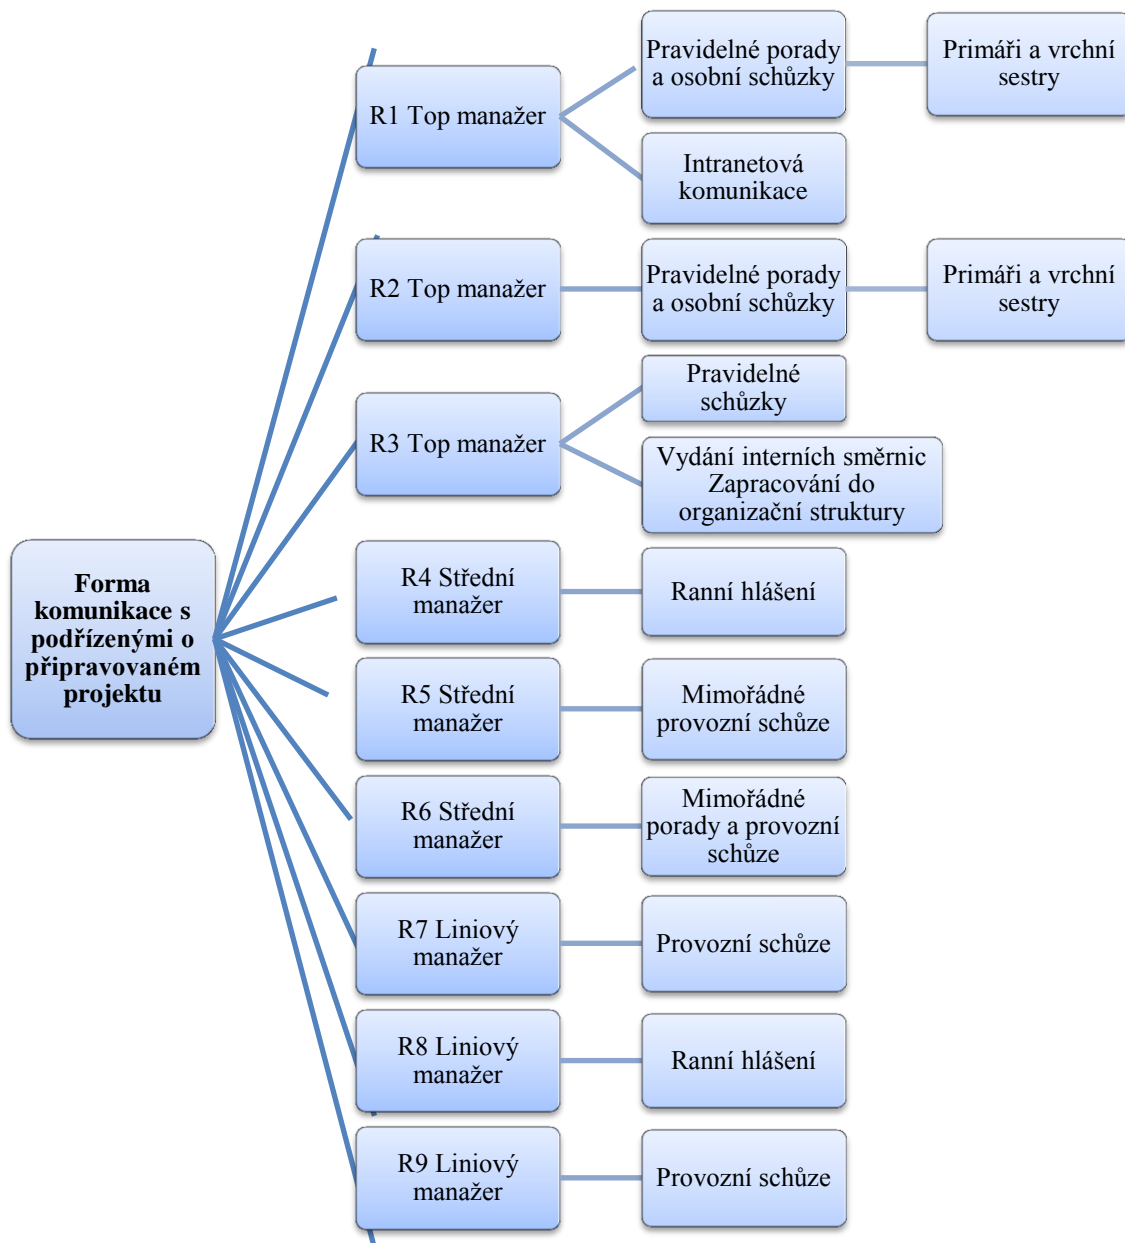 Forma
komunikace s
podřízenými o
připravovaném
projektu
R1 Top manažer
Pravidelné porady
a osobní schůzky
Primáři a vrchní
sestry
Intranetová
komunikace
R2 Top manažer
Pravidelné porady
a osobní schůzky
Primáři a vrchní
sestry
R3 Top manažer
Pravidelné
schůzky
Vydání interních směrnic
Zapracování do
organizační struktury
R4 Střední
manažer
Ranní hlášení
R5 Střední
manažer
Mimořádné
provozní schůze
R6 Střední
manažer
Mimořádné
porady a provozní
schůze
R7 Liniový
manažer
Provozní schůze
R8 Liniový
manažer
Ranní hlášení
R9 Liniový
manažer
Provozní schůze